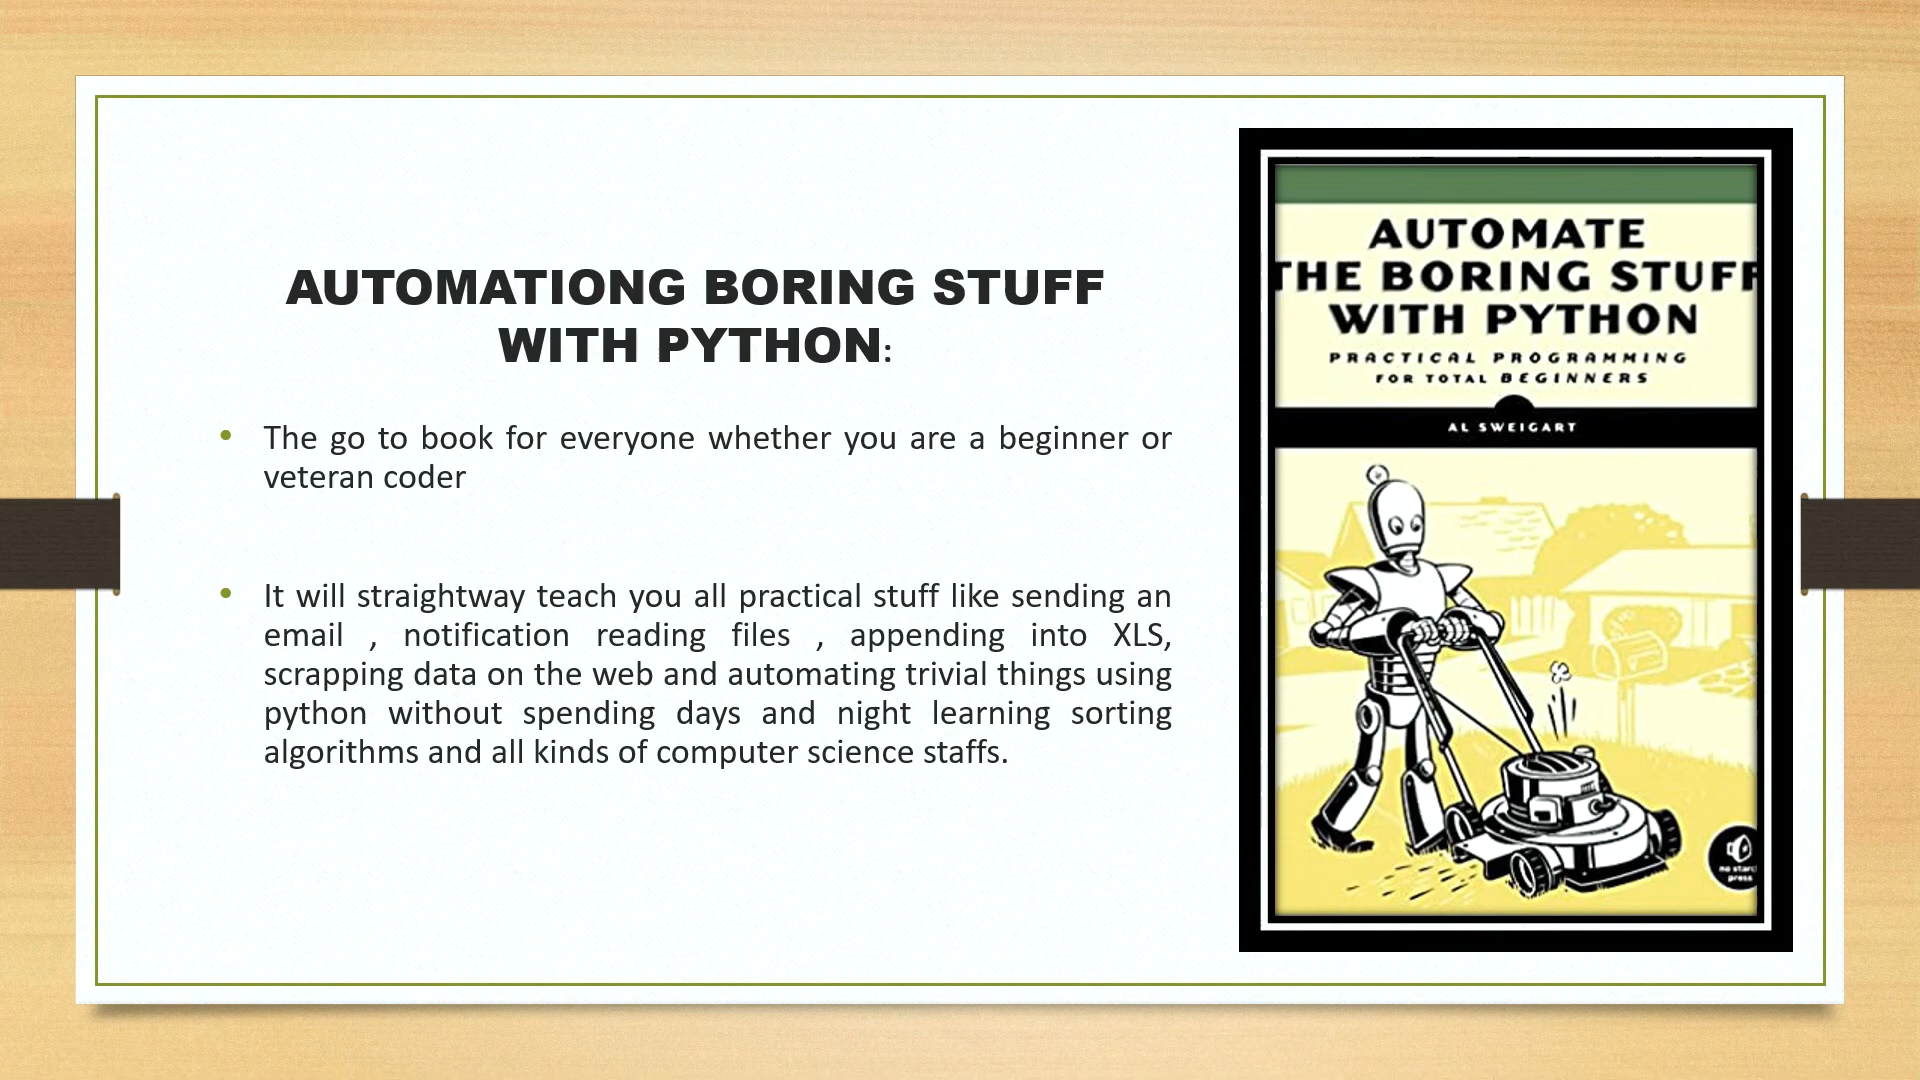 AUTOMATIONG BORING STUFF
WITH PYTHON:
• The go to book for everyone whether you are a beginner or
veteran coder
• It will straightway teach you all practical stuff like sending an
email , notification reading files , appending into XLS,
scrapping data on the web and automating trivial things using
python without spending days and night learning sorting
algorithms and all kinds of computer science staffs.
AUTOMATE
THE BORING STUFF
WITH PYTHON
PRACTICAL PROGRAMMING
FOR TOTAL BEGINNERS
AL SWEIGART
no starc
press